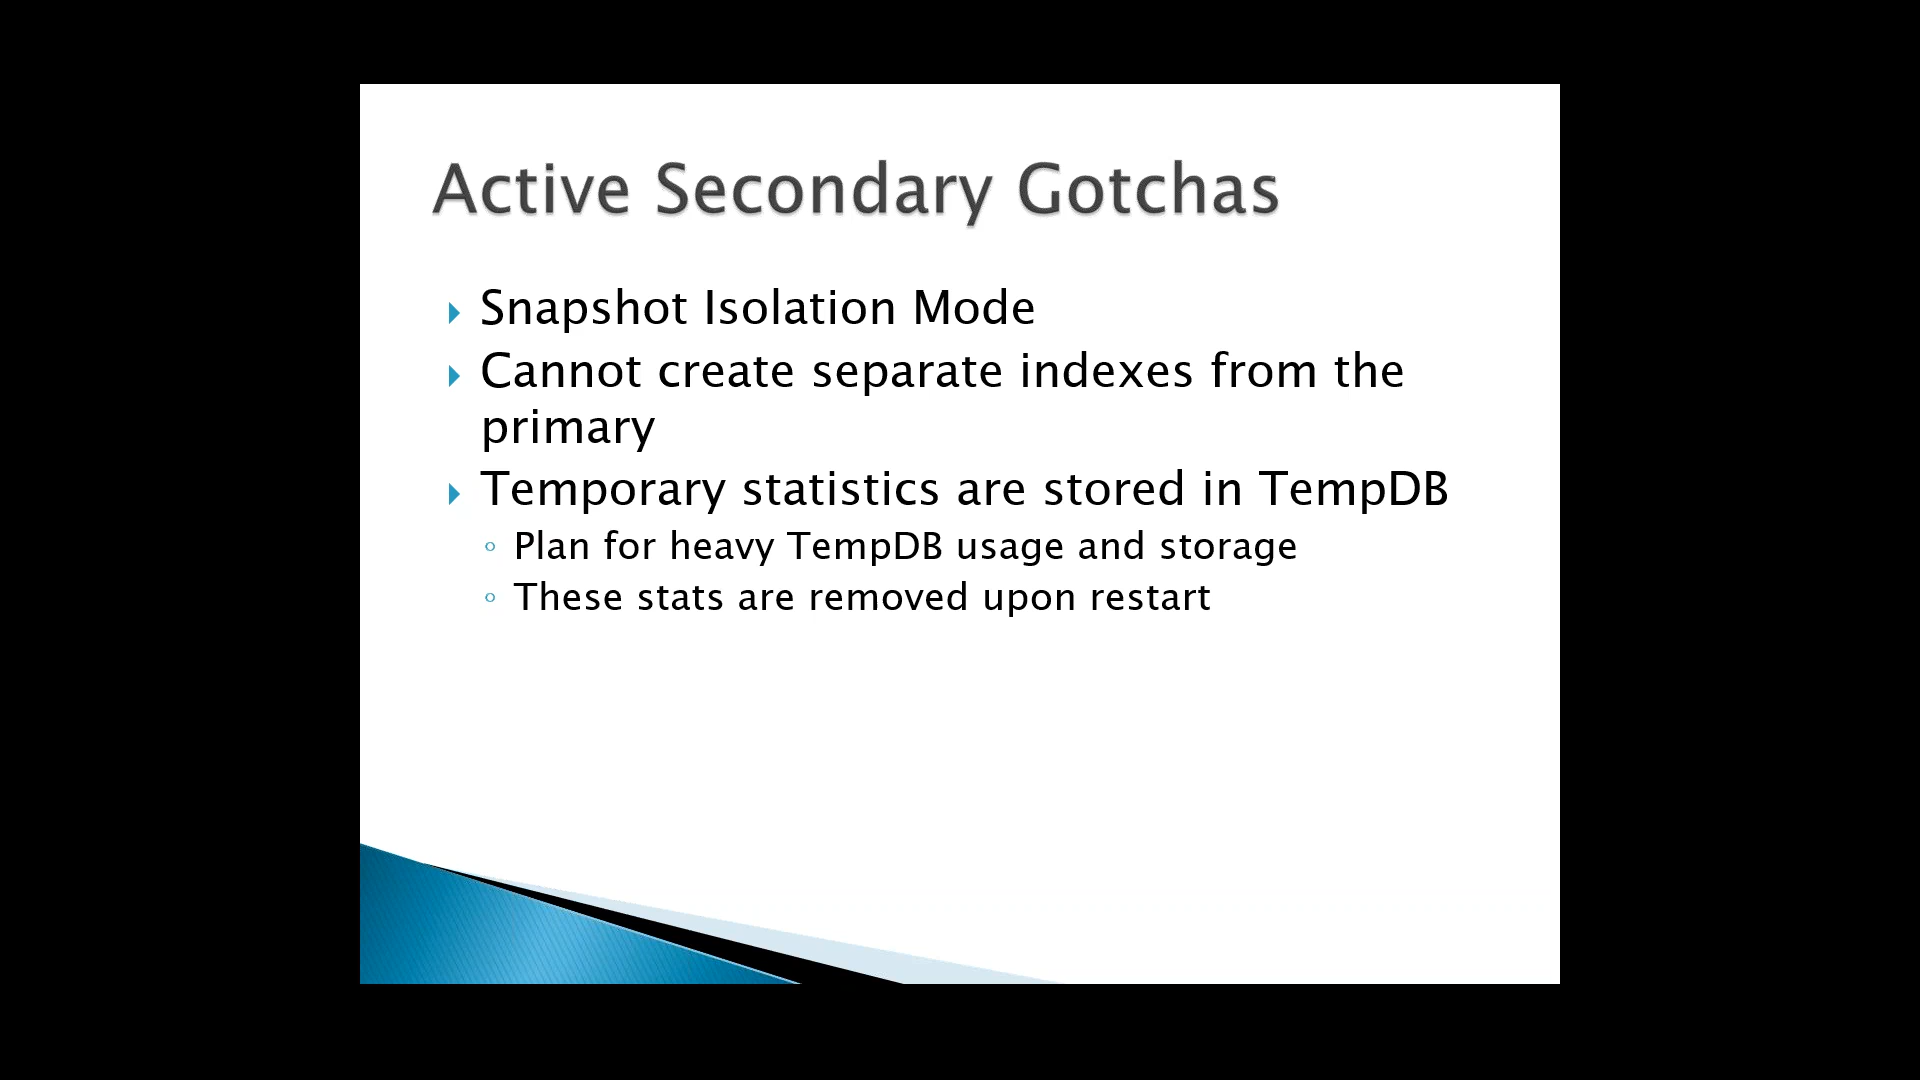 Active Secondary Gotchas
Snapshot Isolation Mode
Cannot create separate indexes from the
primary
Temporary statistics are stored in TempDB
Plan for heavy TempDB usage and storage
These stats are removed upon restart